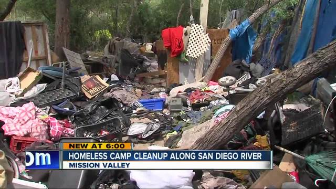 NEW AT 6:00
HOMELESS CAMP CLEANUP ALONG SAN DIEGO RIVER
MISSION VALLEY